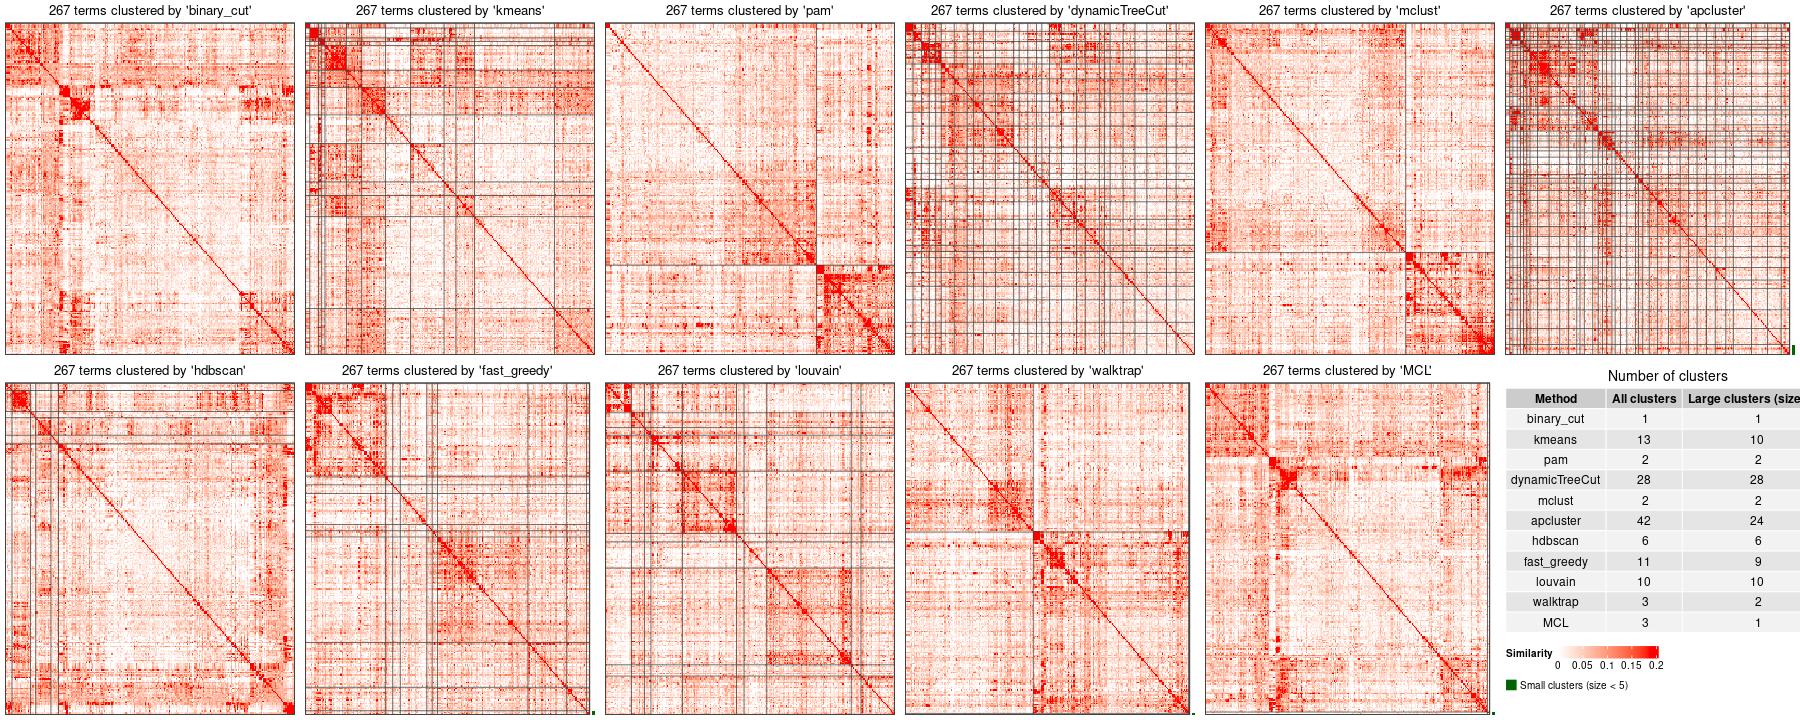 267 terms clustered by 'binary_cut'
267 terms clustered by 'kmeans'
267 terms clustered by 'pam'
267 terms clustered by 'dynamicTreeCut'
267 terms clustered by 'mclust'
267 terms clustered by 'apcluster'
267 terms clustered by 'hdbscan'
267 terms clustered by 'fast_greedy'
267 terms clustered by 'louvain'
267 terms clustered by 'walktrap'
267 terms clustered by 'MCL'
Number of clusters
Method All clusters Large clusters (size
binary_cut 1 1
kmeans 13 10
pam 2 2
dynamicTreeCut 28 28
mclust 2 2
apcluster 42 24
hdbscan 6 6
fast_greedy 11 9
louvain 10 10
walktrap 3 2
MCL 3 1
Similarity
0 0.05 0.1 0.15 0.2
Small clusters (size < 5)